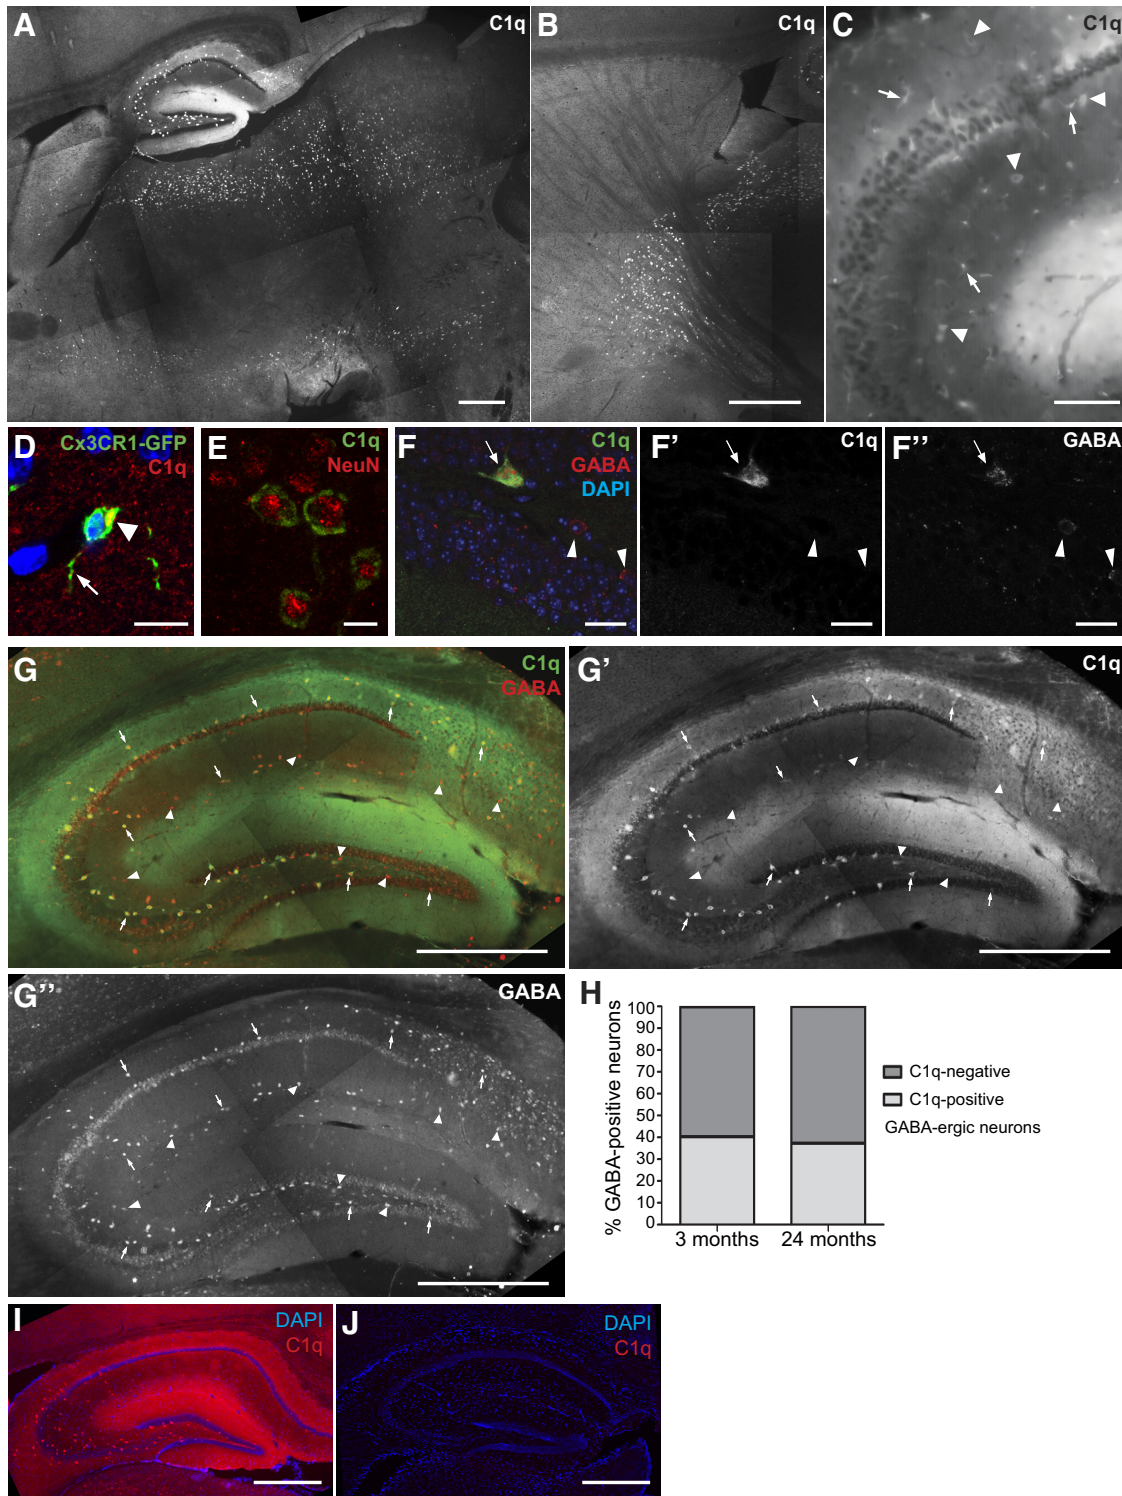 A
C1q
B
C1q
C
C1q
D
Cx3CR1-GFP
C1q
E
C1q
NeuN
F
C1q
GABA
DAPI
F'
C1q
F''
GABA
G
C1q
GABA
G'
C1q
G''
GABA
H
% GABA-positive neurons
100
90
80
70
60
50
40
30
20
10
0
3 months
24 months
C1q-negative
C1q-positive
GABA-ergic neurons
I
DAPI
C1q
J
DAPI
C1q